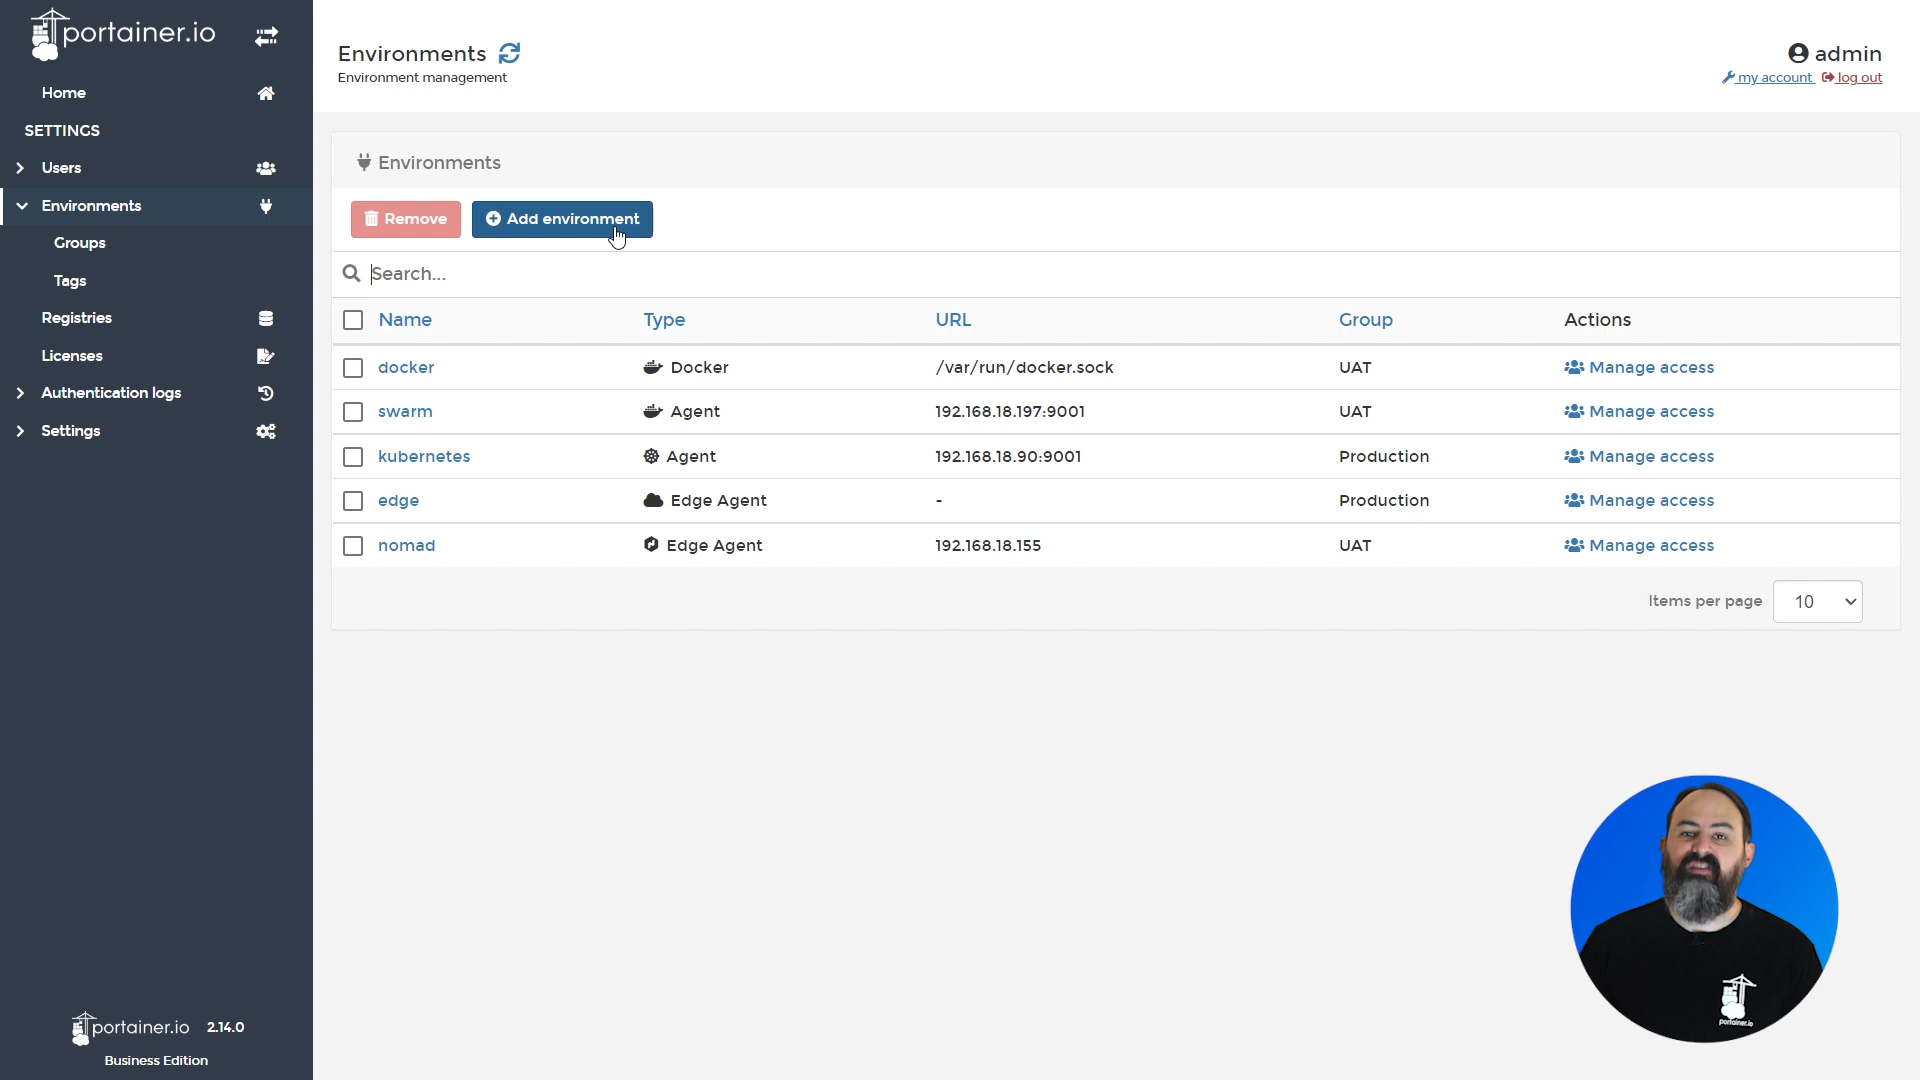 portainer.io
Home
SETTINGS
Users
Environments
Groups
Tags
Registries
Licenses
Authentication logs
Settings
portainer.io 2.14.0
Business Edition
Environments
Environment management
admin
my account log out
Environments
Remove Add environment
Search...
Name Type URL Group Actions
docker Docker /var/run/docker.sock UAT Manage access
swarm Agent 192.168.18.197:9001 UAT Manage access
kubernetes Agent 192.168.18.90:9001 Production Manage access
edge Edge Agent - Production Manage access
nomad Edge Agent 192.168.18.155 UAT Manage access
Items per page 10
portainer.io